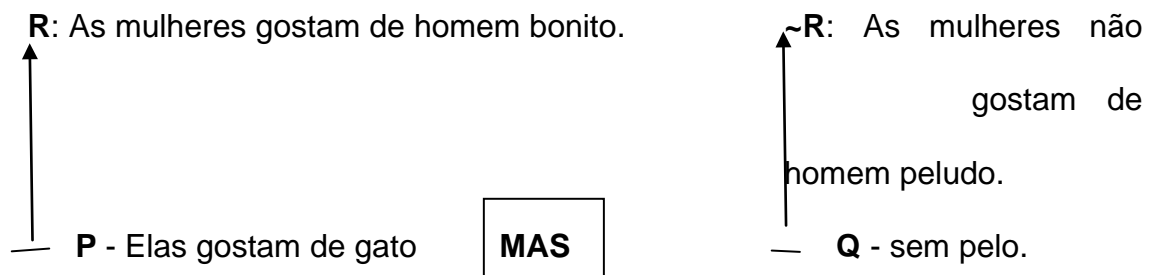 R: As mulheres gostam de homem bonito.
~R: As mulheres não
gostam de
homem peludo.
P - Elas gostam de gato
MAS
Q - sem pelo.